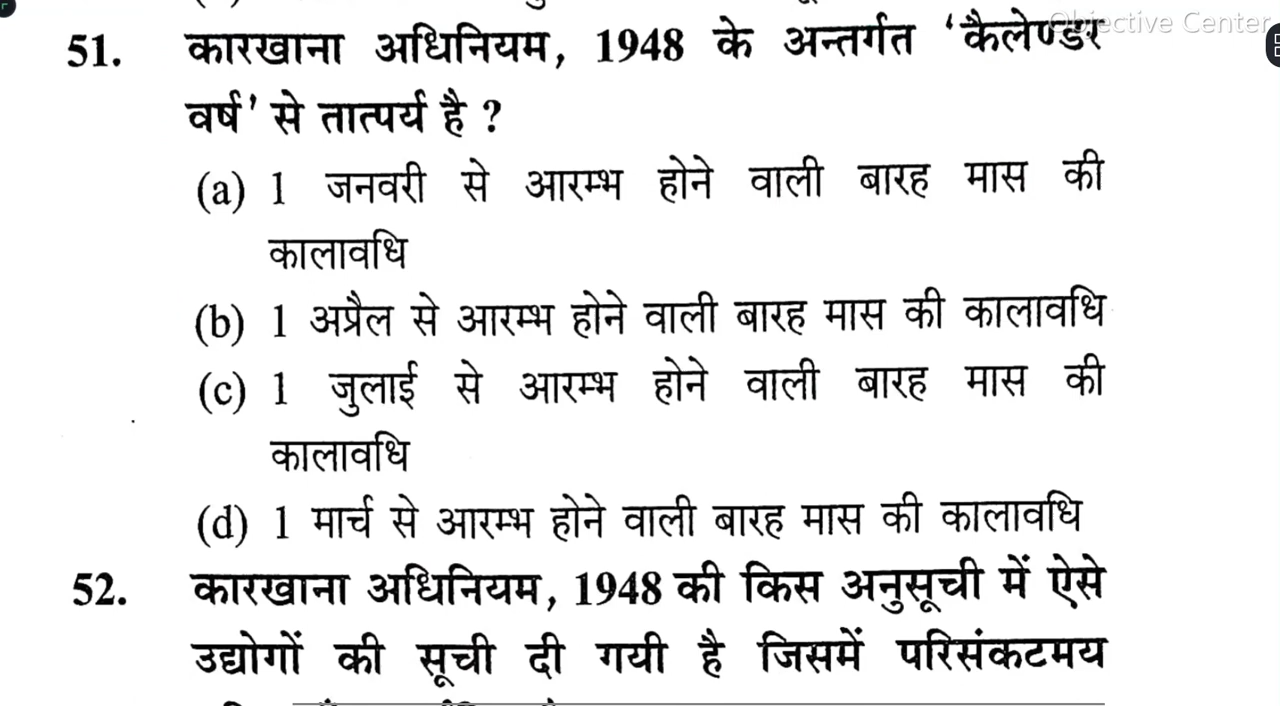 Objective Center
51. कारखाना अधिनियम, 1948 के अन्तर्गत ‘कैलेण्डर
वर्ष’ से तात्पर्य है ?
(a) 1 जनवरी से आरम्भ होने वाली बारह मास की
कालावधि
(b) 1 अप्रैल से आरम्भ होने वाली बारह मास की कालावधि
(c) 1 जुलाई से आरम्भ होने वाली बारह मास की
कालावधि
(d) 1 मार्च से आरम्भ होने वाली बारह मास की कालावधि
52. कारखाना अधिनियम, 1948 की किस अनुसूची में ऐसे
उद्योगों की सूची दी गयी है जिसमें परिसंकटमय